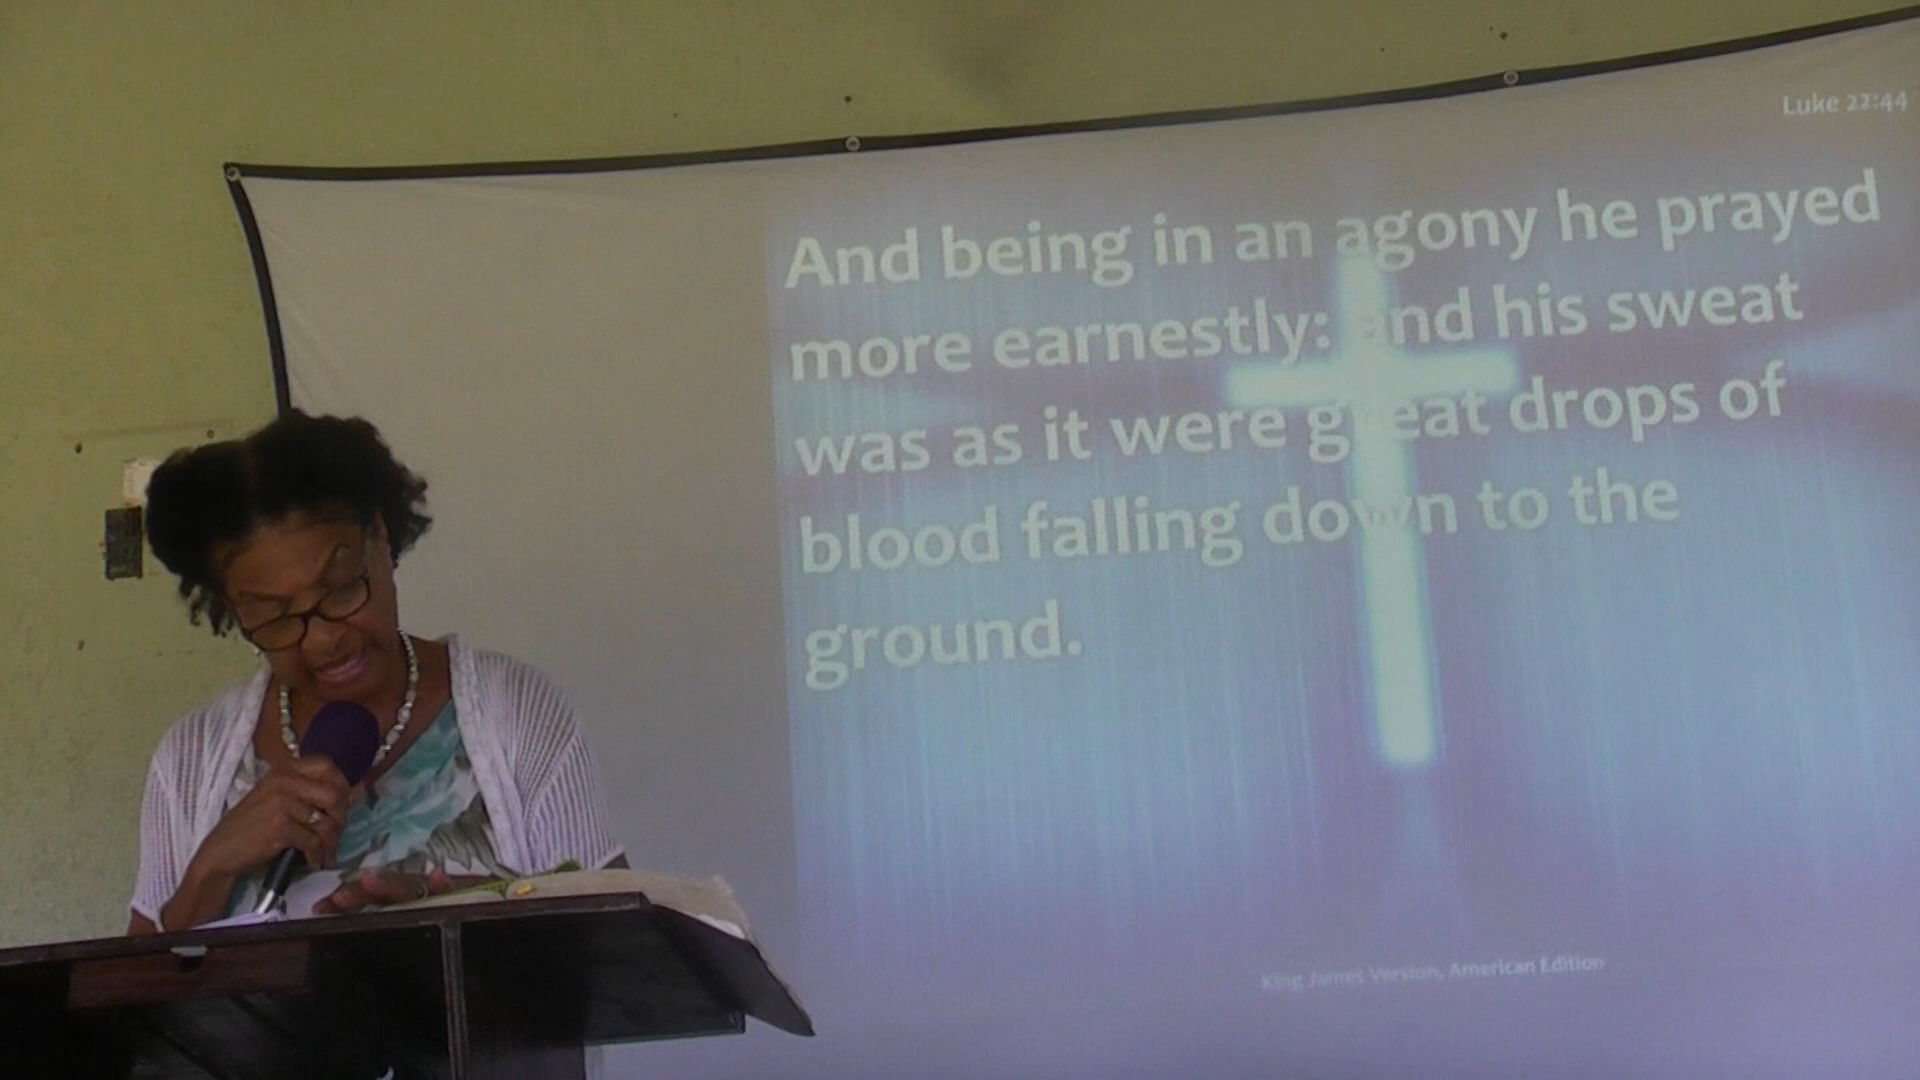 Luke 22:44
And being in an agony he prayed
more earnestly: and his sweat
was as it were great drops of
blood falling down to the
ground.
King James Version, American Edition